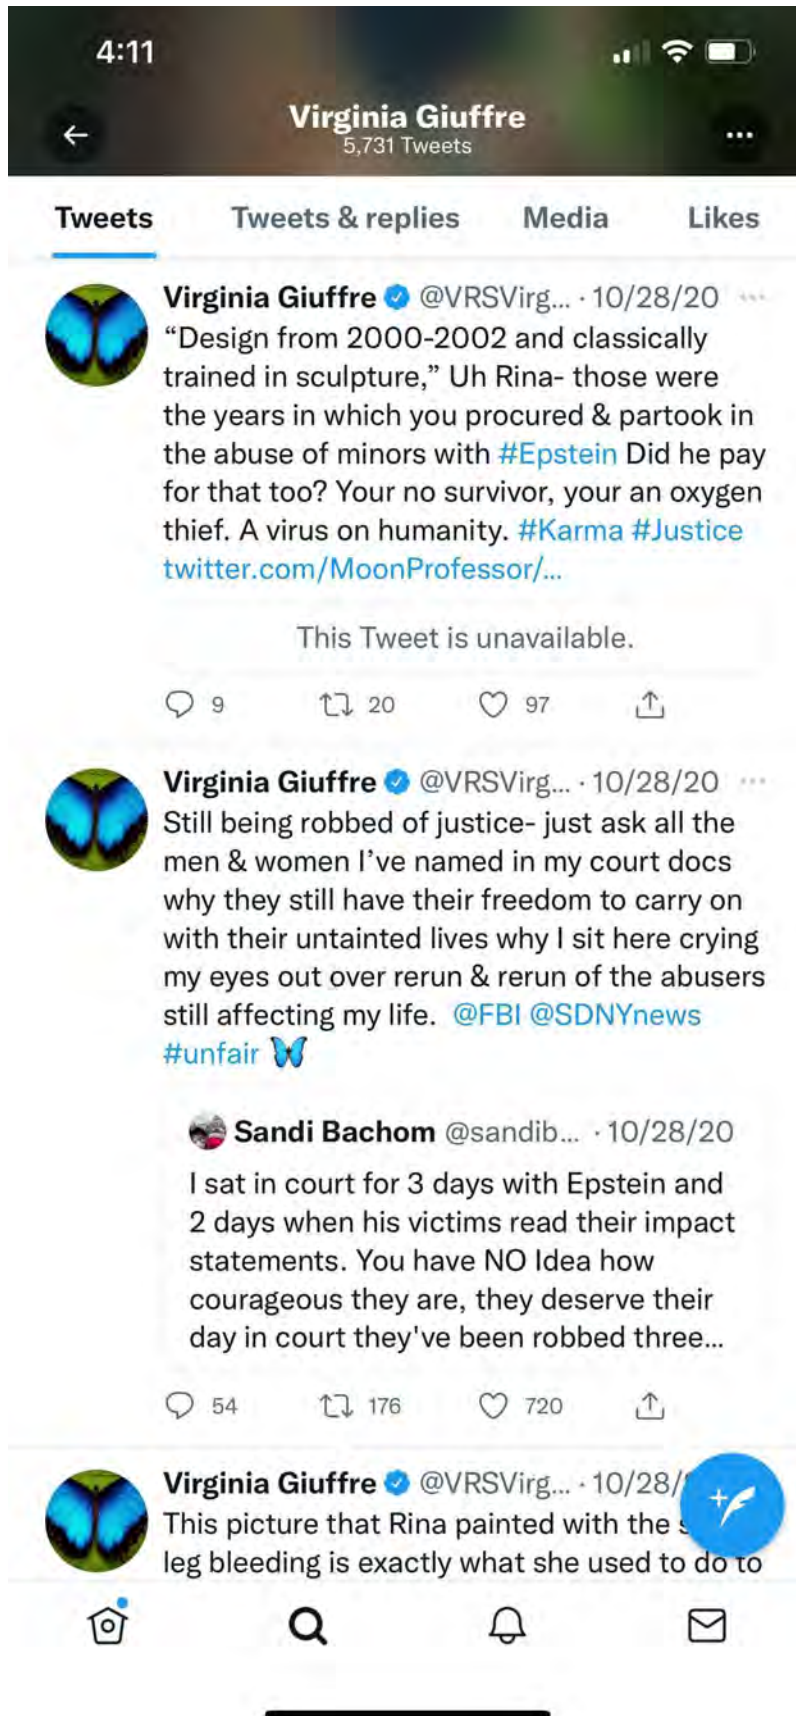 4:11
Virginia Giuffre
5,731 Tweets
Tweets Tweets & replies Media Likes
Virginia Giuffre @VRSVirg... · 10/28/20
“Design from 2000-2002 and classically
trained in sculpture,” Uh Rina- those were
the years in which you procured & partook in
the abuse of minors with #Epstein Did he pay
for that too? Your no survivor, your an oxygen
thief. A virus on humanity. #Karma #Justice
twitter.com/MoonProfessor/...
This Tweet is unavailable.
9 20 97
Virginia Giuffre @VRSVirg... · 10/28/20
Still being robbed of justice- just ask all the
men & women I’ve named in my court docs
why they still have their freedom to carry on
with their untainted lives why I sit here crying
my eyes out over rerun & rerun of the abusers
still affecting my life. @FBI @SDNYnews
#unfair 🦋
Sandi Bachom @sandib... · 10/28/20
I sat in court for 3 days with Epstein and
2 days when his victims read their impact
statements. You have NO Idea how
courageous they are, they deserve their
day in court they've been robbed three...
54 176 720
Virginia Giuffre @VRSVirg... · 10/28/
This picture that Rina painted with the
leg bleeding is exactly what she used to do to